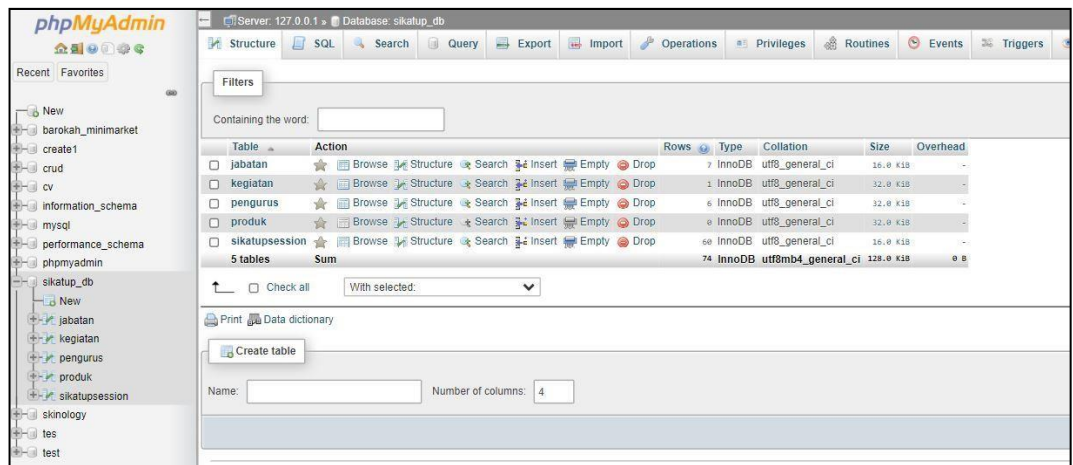 phpMyAdmin
Recent Favorites
New
barokah_minimarket
create1
crud
cv
information_schema
mysql
performance_schema
phpmyadmin
sikatup_db
New
jabatan
kegiatan
pengurus
produk
sikatupsession
skinology
tes
test
Server: 127.0.0.1 » Database: sikatup_db
Structure SQL Search Query Export Import Operations Privileges Routines Events Triggers
Filters
Containing the word:
Table Action Rows Type Collation Size Overhead
jabatan Browse Structure Search Insert Empty Drop 7 InnoDB utf8_general_ci 16.0 KiB -
kegiatan Browse Structure Search Insert Empty Drop 1 InnoDB utf8_general_ci 32.0 KiB -
pengurus Browse Structure Search Insert Empty Drop 6 InnoDB utf8_general_ci 32.0 KiB -
produk Browse Structure Search Insert Empty Drop 0 InnoDB utf8_general_ci 32.0 KiB -
sikatupsession Browse Structure Search Insert Empty Drop 60 InnoDB utf8_general_ci 16.0 KiB -
5 tables Sum 74 InnoDB utf8mb4_general_ci 128.0 KiB 0 B
Check all With selected:
Print Data dictionary
Create table
Name: Number of columns: 4